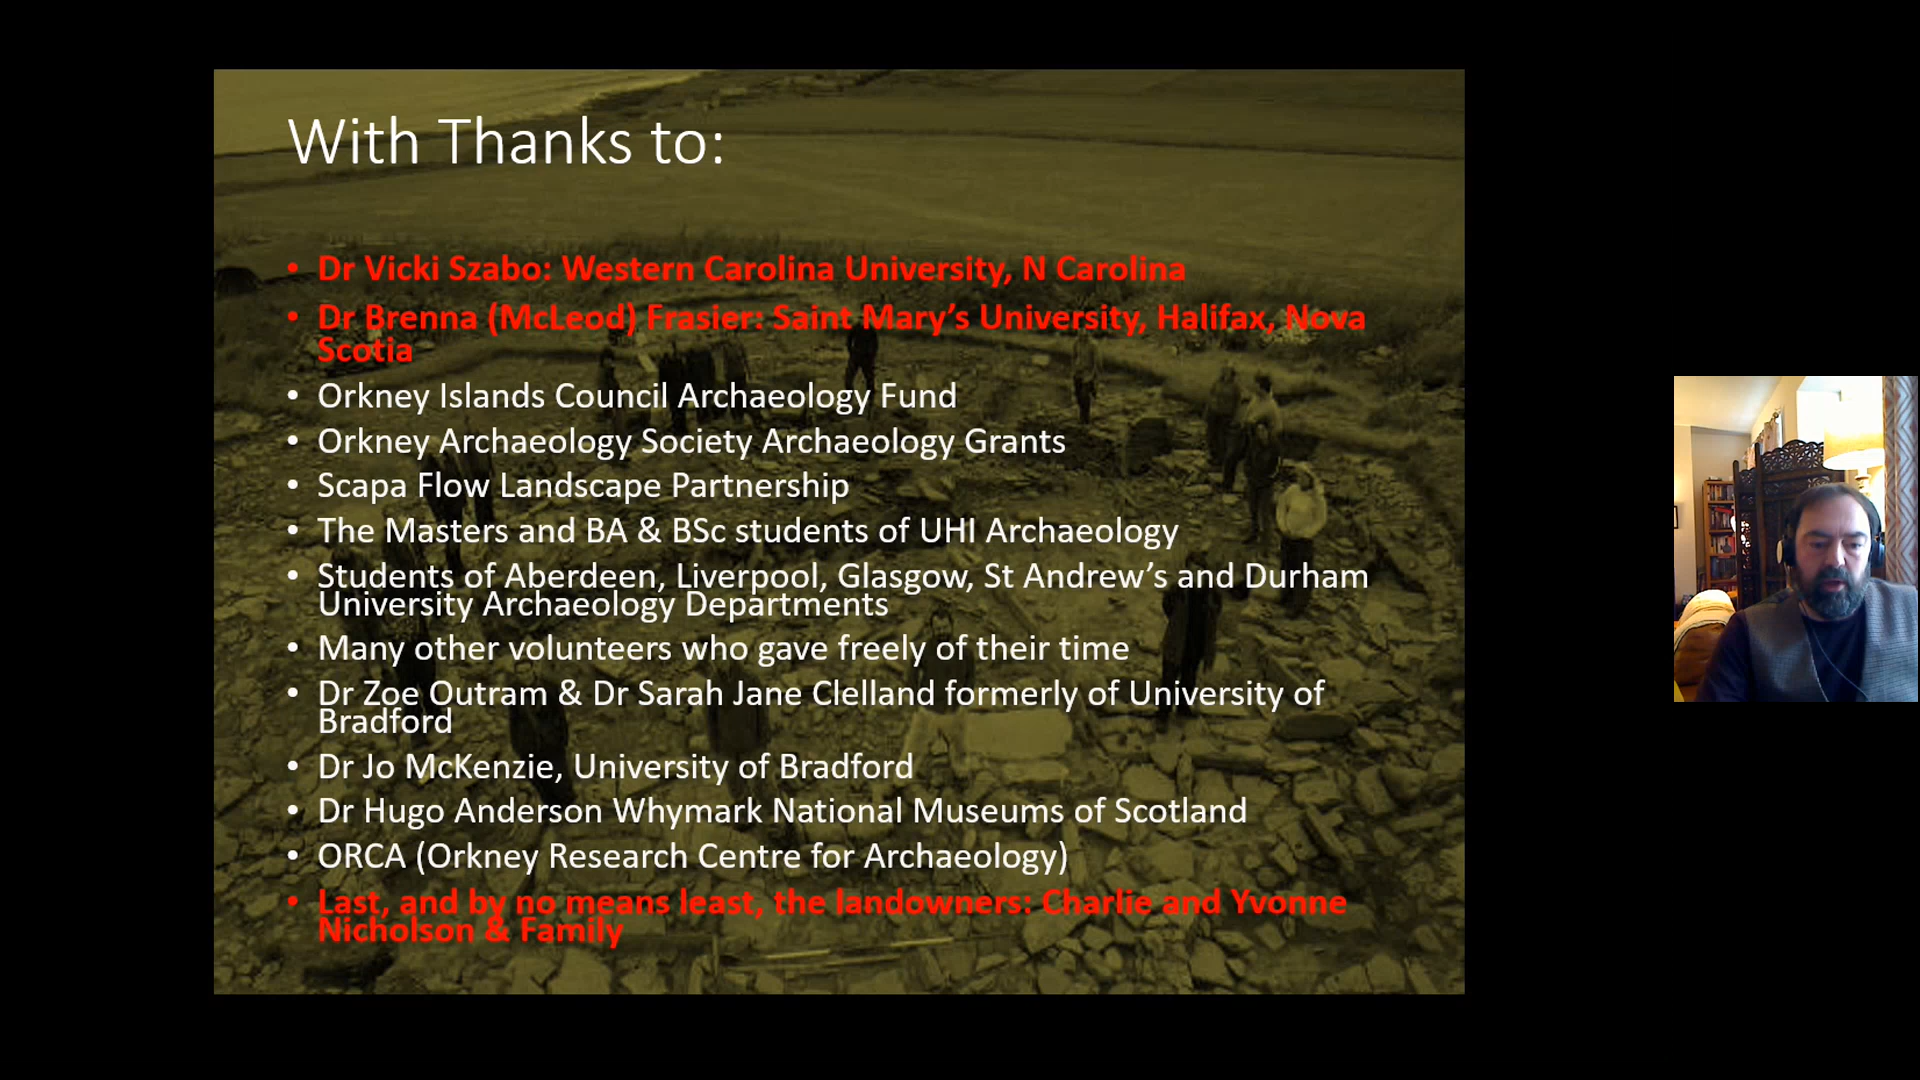 With Thanks to:
• Dr Vicki Szabo: Western Carolina University, N Carolina
• Dr Brenna (McLeod) Frasier: Saint Mary’s University, Halifax, Nova
Scotia
• Orkney Islands Council Archaeology Fund
• Orkney Archaeology Society Archaeology Grants
• Scapa Flow Landscape Partnership
• The Masters and BA & BSc students of UHI Archaeology
• Students of Aberdeen, Liverpool, Glasgow, St Andrew’s and Durham
University Archaeology Departments
• Many other volunteers who gave freely of their time
• Dr Zoe Outram & Dr Sarah Jane Clelland formerly of University of
Bradford
• Dr Jo McKenzie, University of Bradford
• Dr Hugo Anderson Whymark National Museums of Scotland
• ORCA (Orkney Research Centre for Archaeology)
• Last, and by no means least, the landowners: Charlie and Yvonne
Nicholson & Family